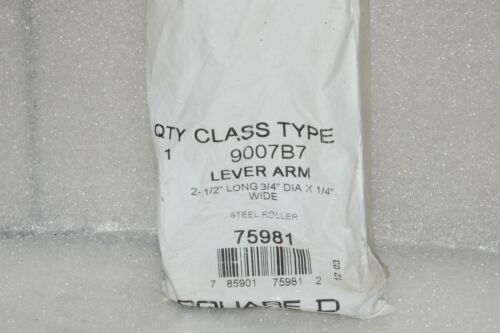 QTY CLASS TYPE
1 9007B7
LEVER ARM
2-1/2" LONG 3/4" DIA X 1/4"
WIDE
STEEL ROLLER
75981
7 85901 75981 2
12 03
SQUARE D